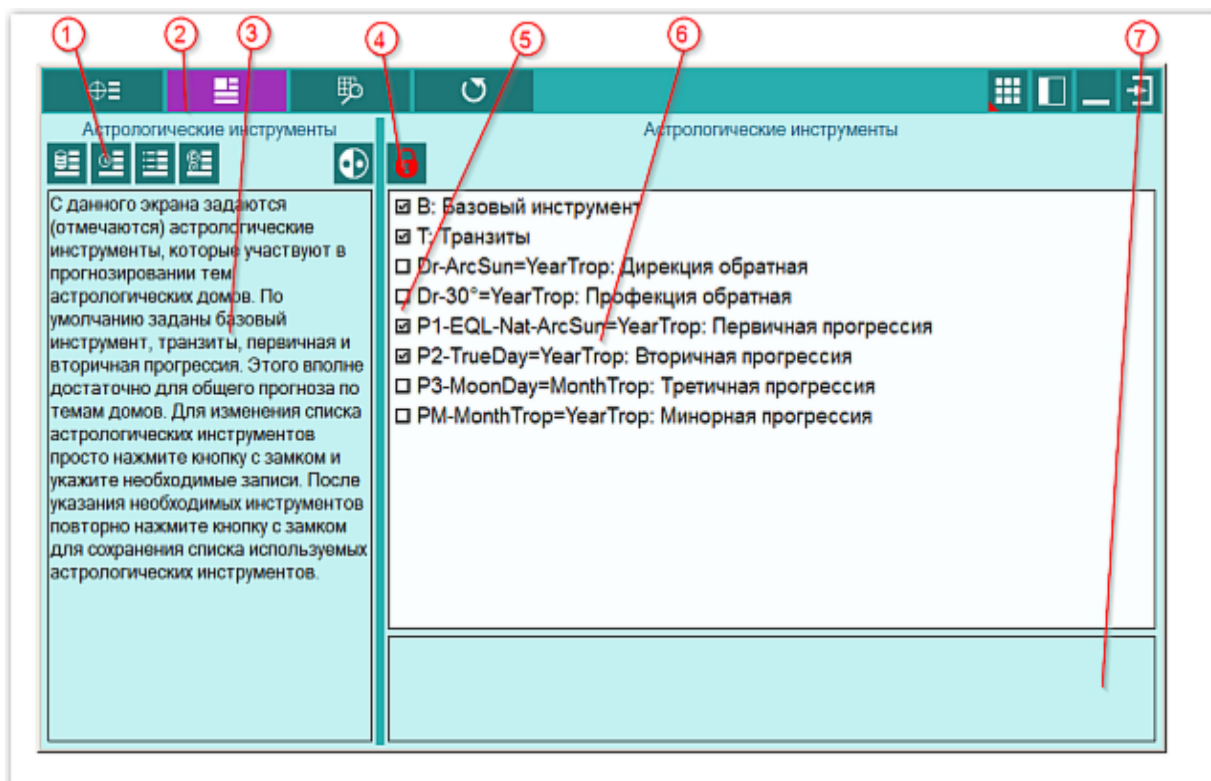 1 2 3 4 5 6 7
Астрологические инструменты
С данного экрана задаются
(отмечаются) астрологические
инструменты, которые участвуют в
прогнозировании тем
астрологических домов. По
умолчанию заданы базовый
инструмент, транзиты, первичная и
вторичная прогрессия. Этого вполне
достаточно для общего прогноза по
темам домов. Для изменения списка
астрологических инструментов
просто нажмите кнопку с замком и
укажите необходимые записи. После
указания необходимых инструментов
повторно нажмите кнопку с замком
для сохранения списка используемых
астрологических инструментов.
Астрологические инструменты
B: Базовый инструмент
T: Транзиты
Dr-ArcSun=YearTrop: Дирекция обратная
Dr-30°=YearTrop: Профекция обратная
P1-EQL-Nat-ArcSun=YearTrop: Первичная прогрессия
P2-TrueDay=YearTrop: Вторичная прогрессия
P3-MoonDay=MonthTrop: Третичная прогрессия
PM-MonthTrop=YearTrop: Минорная прогрессия